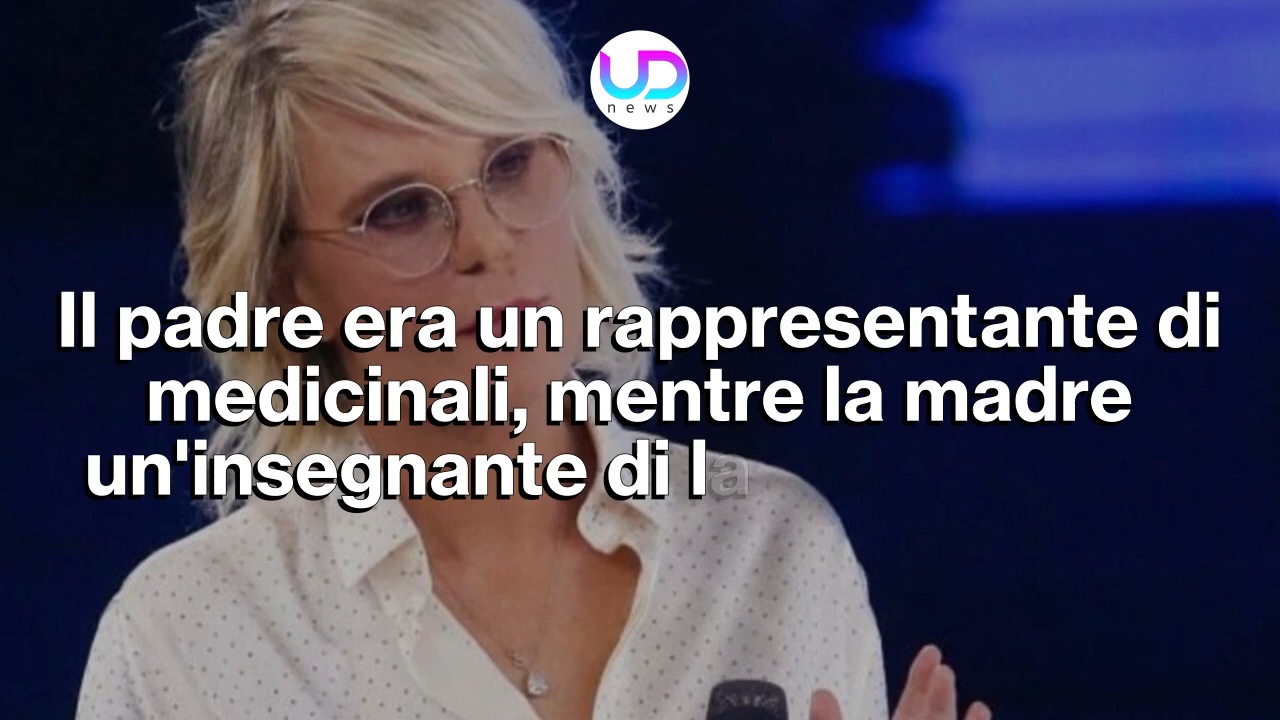 UD
news
Il padre era un rappresentante di
medicinali, mentre la madre
un'insegnante di la